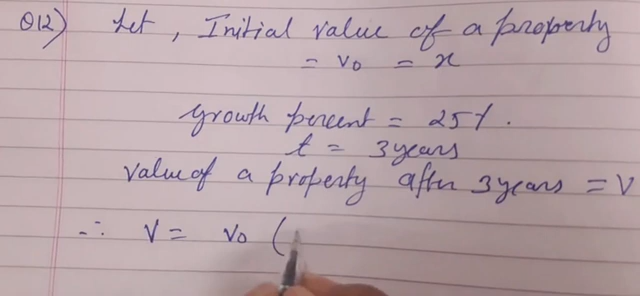 Q12) Let, Initial value of a property
= v₀ = x
growth percent = 25%.
t = 3 years
Value of a property after 3 years = V
∴ V = v₀ (